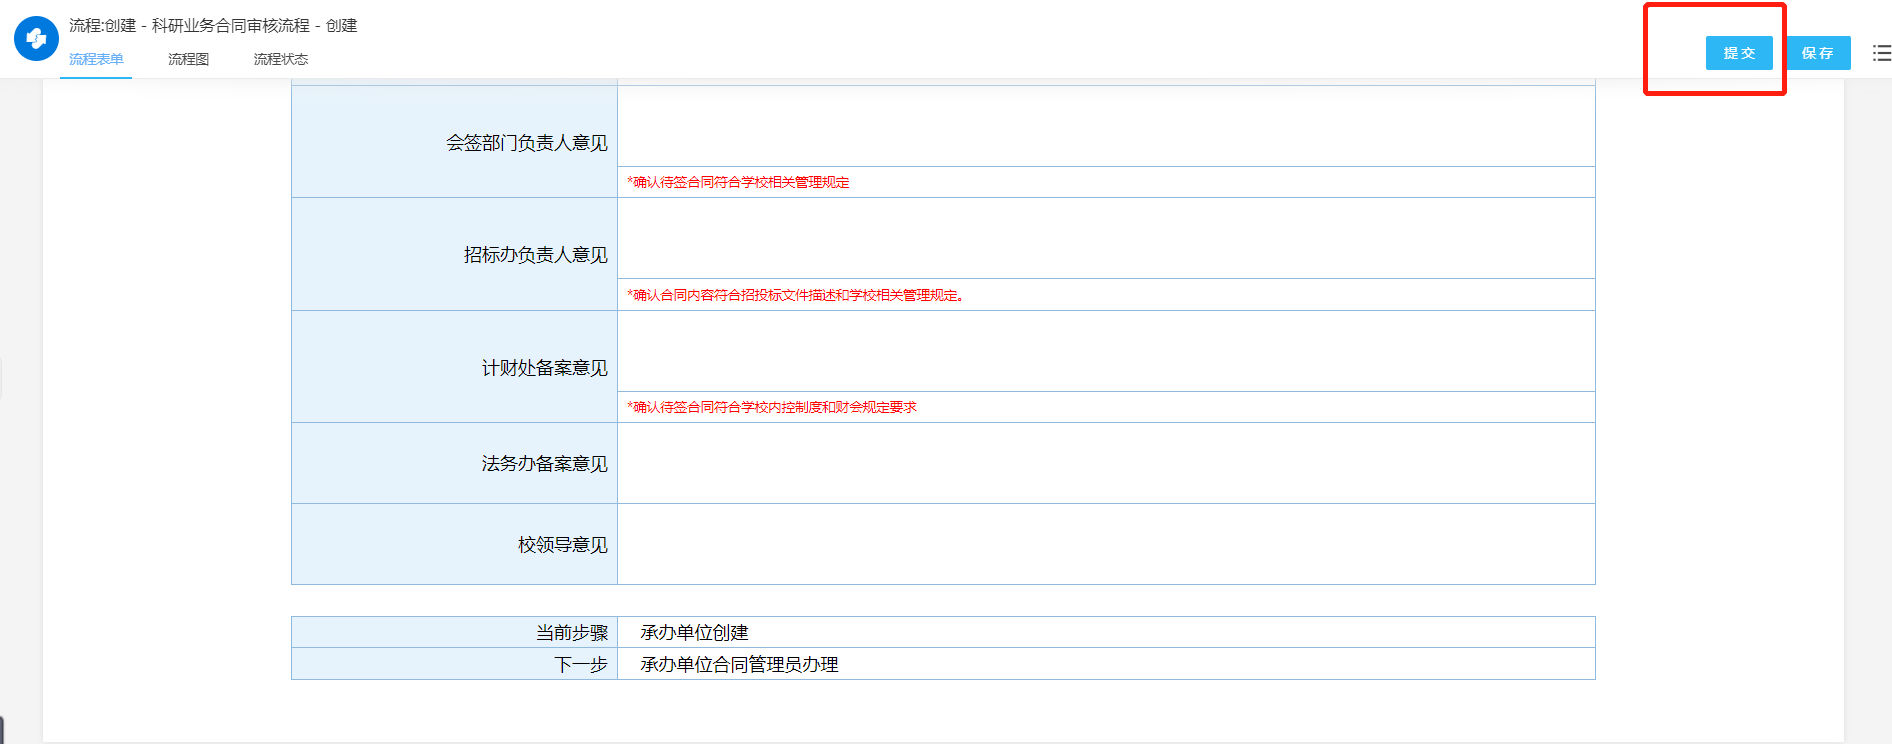 流程:创建 - 科研业务合同审核流程 - 创建
流程表单 流程图 流程状态 提交 保存
会签部门负责人意见
*确认待签合同符合学校相关管理规定
招标办负责人意见
*确认合同内容符合招投标文件描述和学校相关管理规定。
计财处备案意见
*确认待签合同符合学校内控制度和财会规定要求
法务办备案意见
校领导意见
当前步骤 承办单位创建
下一步 承办单位合同管理员办理